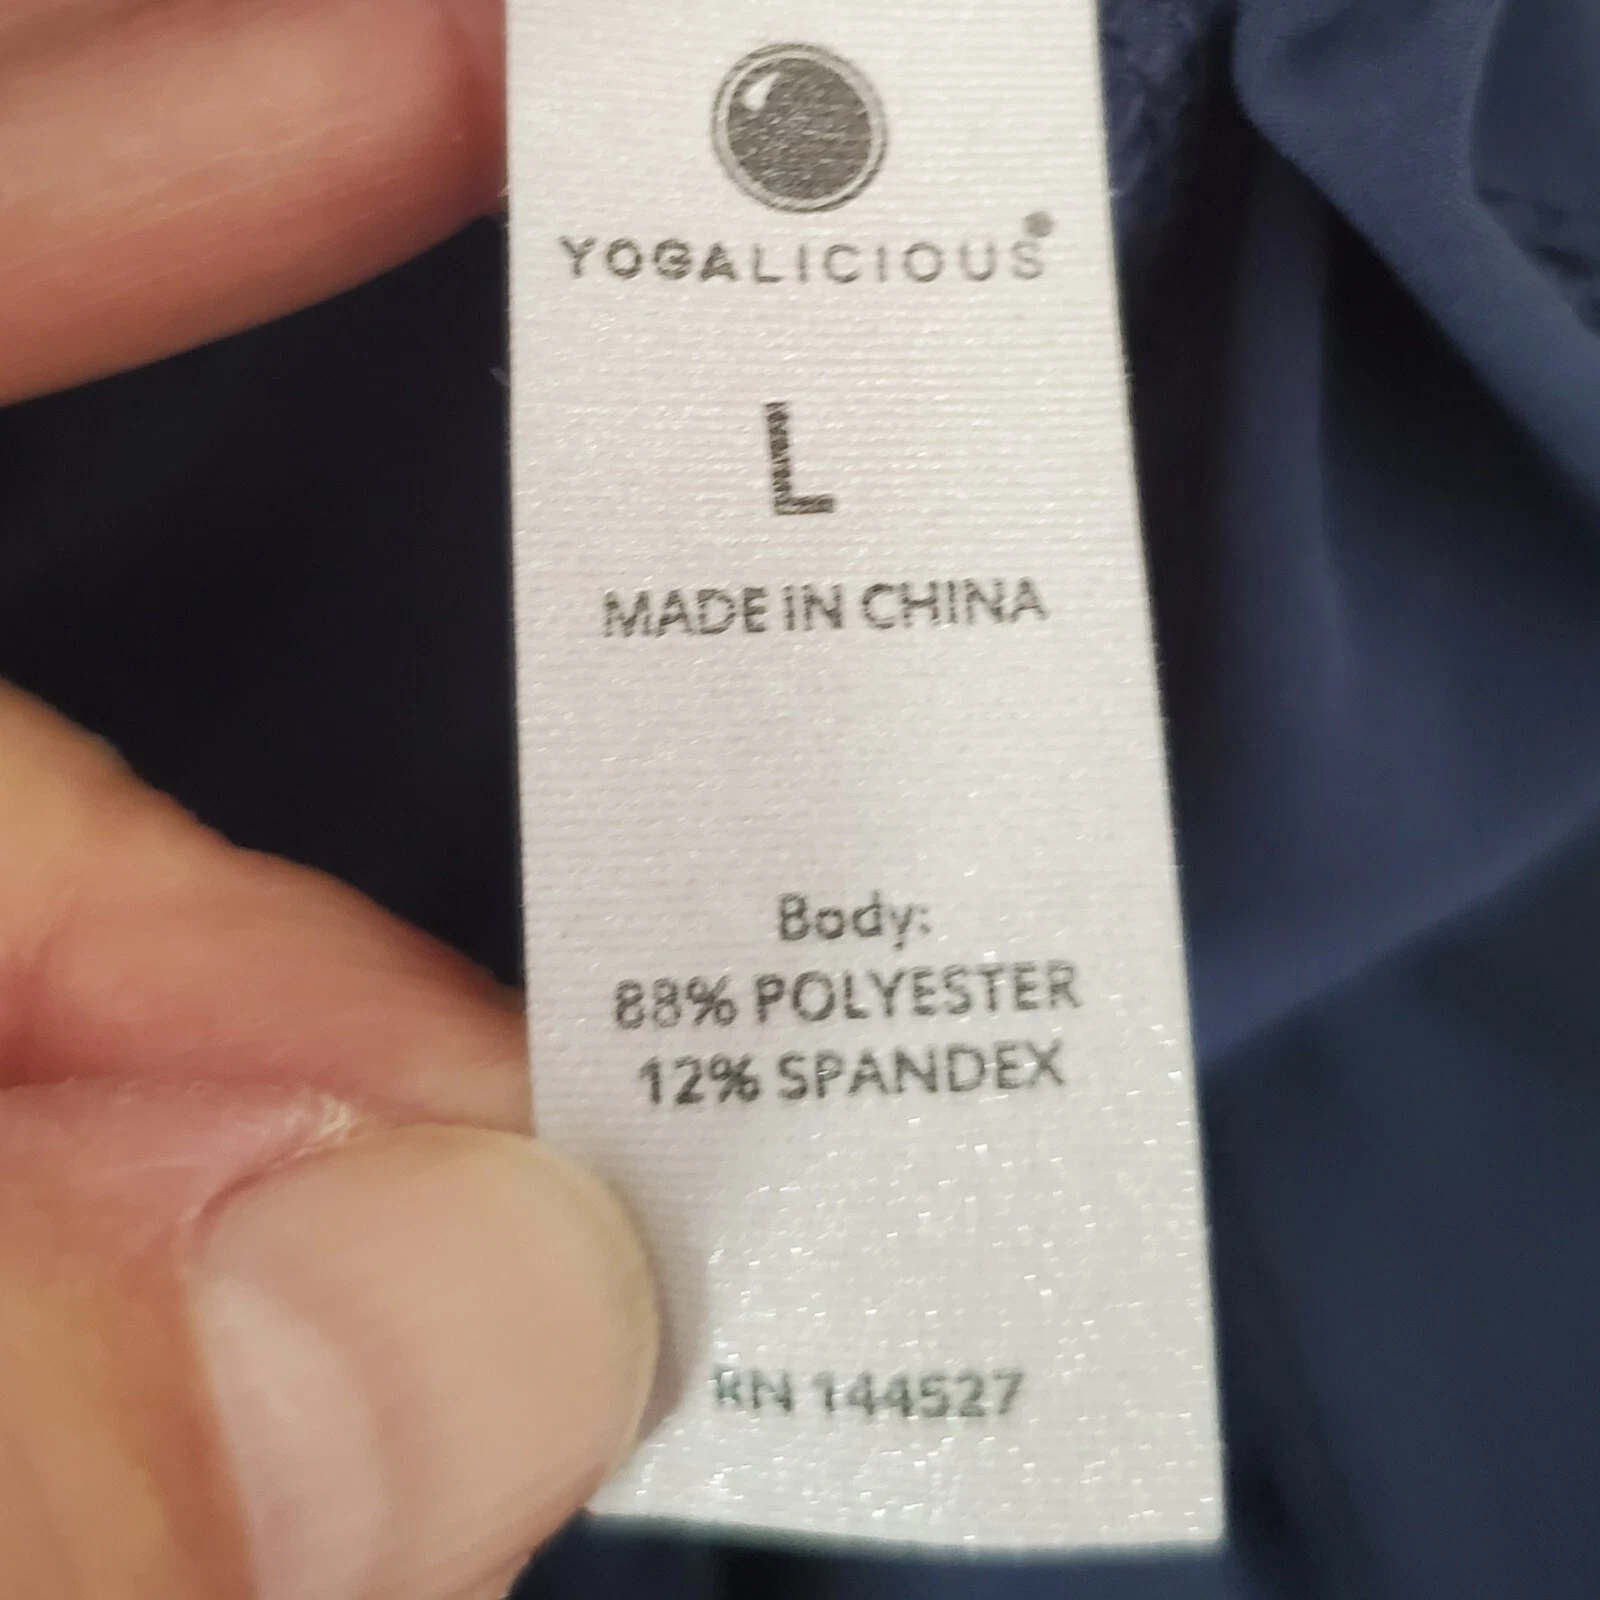 YOGALICIOUS
L
MADE IN CHINA
Body:
88% POLYESTER
12% SPANDEX
RN 144527